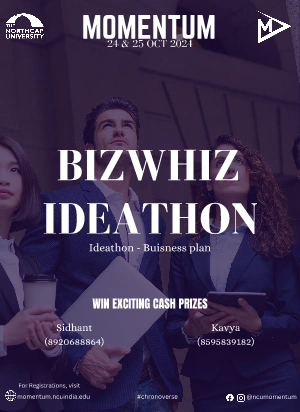 THE NORTHCAP
UNIVERSITY
MOMENTUM
24 & 25 OCT 2024
M
BIZWHIZ
IDEATHON
Ideathon - Buisness plan
WIN EXCITING CASH PRIZES
Sidhant
(8920688864)
Kavya
(8595839182)
For Registrations, visit
momentum.ncuindia.edu
#chronoverse
@ncumomentum